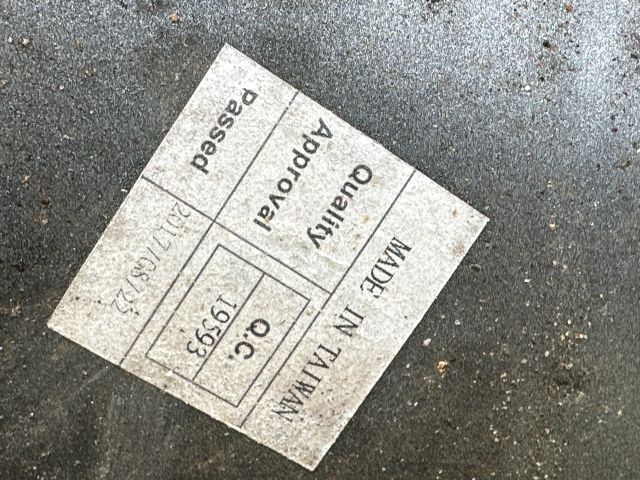 MADE IN TAIWAN
Quality
Approval
Q.C.
19593
Passed
2017/08/22